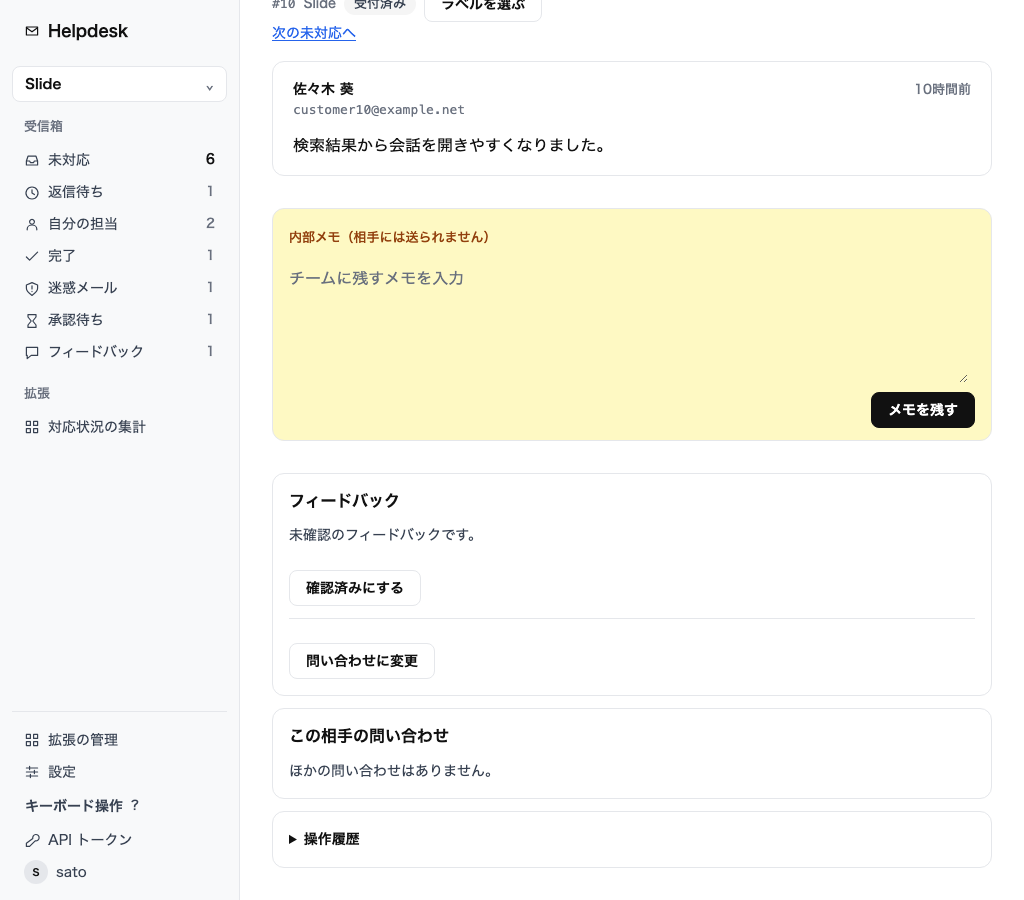 Helpdesk
Slide
受信箱
未対応 6
返信待ち 1
自分の担当 2
完了 1
迷惑メール 1
承認待ち 1
フィードバック 1
拡張
対応状況の集計
拡張の管理
設定
キーボード操作 ?
API トークン
S sato
#10 Slide 受付済み ラベルを選ぶ
次の未対応へ
佐々木 葵 10時間前
customer10@example.net
検索結果から会話を開きやすくなりました。
内部メモ（相手には送られません）
チームに残すメモを入力
メモを残す
フィードバック
未確認のフィードバックです。
確認済みにする
問い合わせに変更
この相手の問い合わせ
ほかの問い合わせはありません。
操作履歴